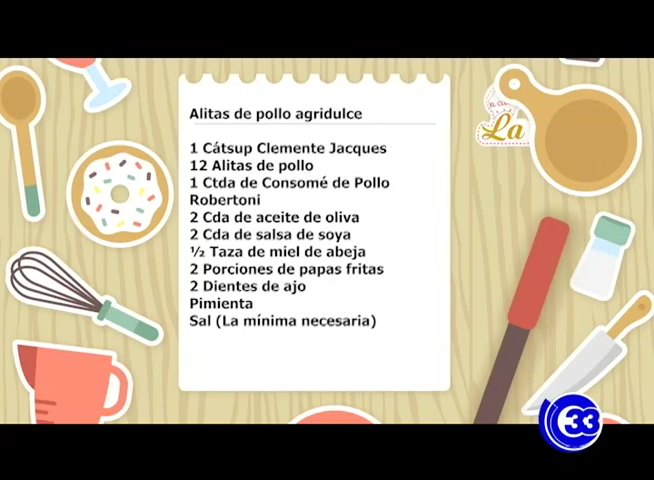 Alitas de pollo agridulce
1 Cátsup Clemente Jacques
12 Alitas de pollo
1 Ctda de Consomé de Pollo
Robertoni
2 Cda de aceite de oliva
2 Cda de salsa de soya
½ Taza de miel de abeja
2 Porciones de papas fritas
2 Dientes de ajo
Pimienta
Sal (La mínima necesaria)
La
33